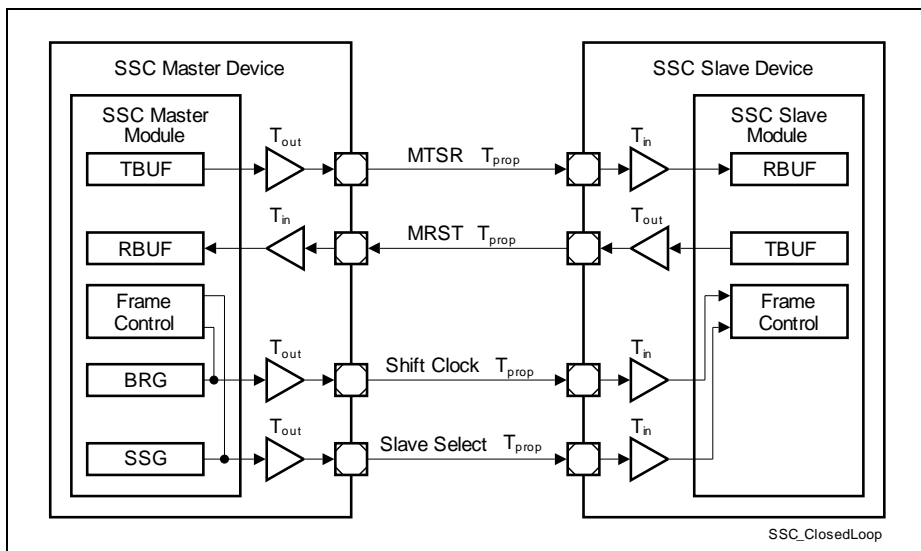 SSC Master Device
SSC Slave Device
SSC Master
Module
SSC Slave
Module
TBUF
Tout
MTSR Tprop
Tin
RBUF
RBUF
Tin
MRST Tprop
Tout
TBUF
Frame
Control
Frame
Control
BRG
Tout
Shift Clock Tprop
Tin
SSG
Tout
Slave Select Tprop
Tin
SSC_ClosedLoop